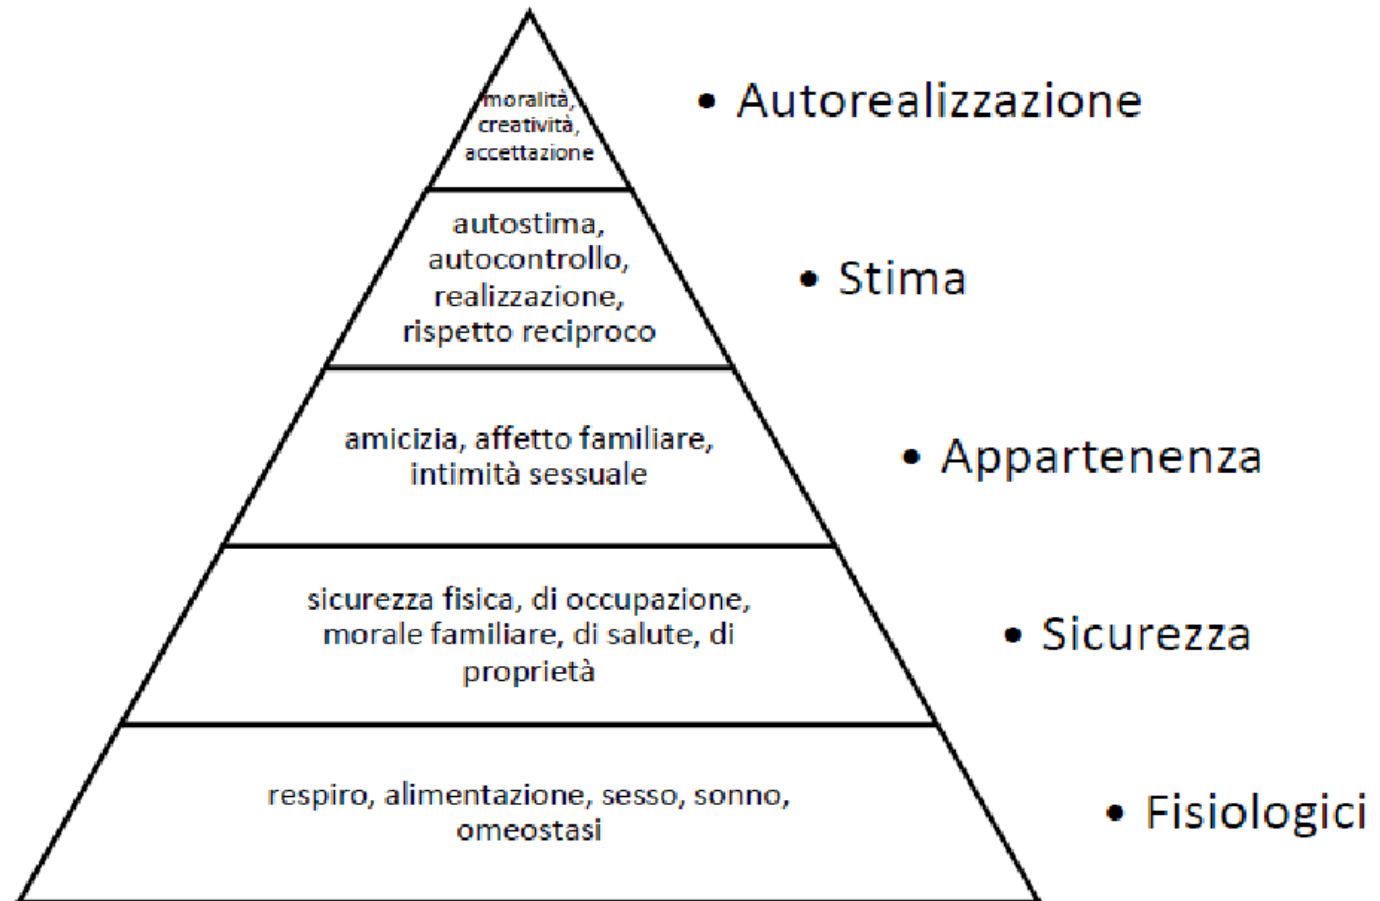 moralità,
creatività,
accettazione
• Autorealizzazione
autostima,
autocontrollo,
realizzazione,
rispetto reciproco
• Stima
amicizia, affetto familiare,
intimità sessuale
• Appartenenza
sicurezza fisica, di occupazione,
morale familiare, di salute, di
proprietà
• Sicurezza
respiro, alimentazione, sesso, sonno,
omeostasi
• Fisiologici